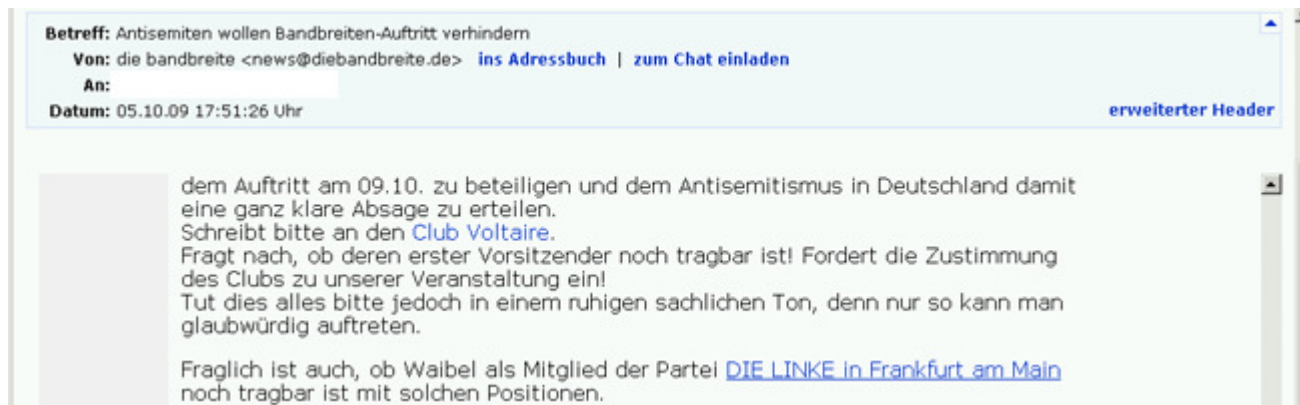 Betreff: Antisemiten wollen Bandbreiten-Auftritt verhindern
Von: die bandbreite <news@diebandbreite.de> ins Adressbuch | zum Chat einladen
An:
Datum: 05.10.09 17:51:26 Uhr erweiterter Header
dem Auftritt am 09.10. zu beteiligen und dem Antisemitismus in Deutschland damit
eine ganz klare Absage zu erteilen.
Schreibt bitte an den Club Voltaire.
Fragt nach, ob deren erster Vorsitzender noch tragbar ist! Fordert die Zustimmung
des Clubs zu unserer Veranstaltung ein!
Tut dies alles bitte jedoch in einem ruhigen sachlichen Ton, denn nur so kann man
glaubwürdig auftreten.
Fraglich ist auch, ob Waibel als Mitglied der Partei DIE LINKE in Frankfurt am Main
noch tragbar ist mit solchen Positionen.